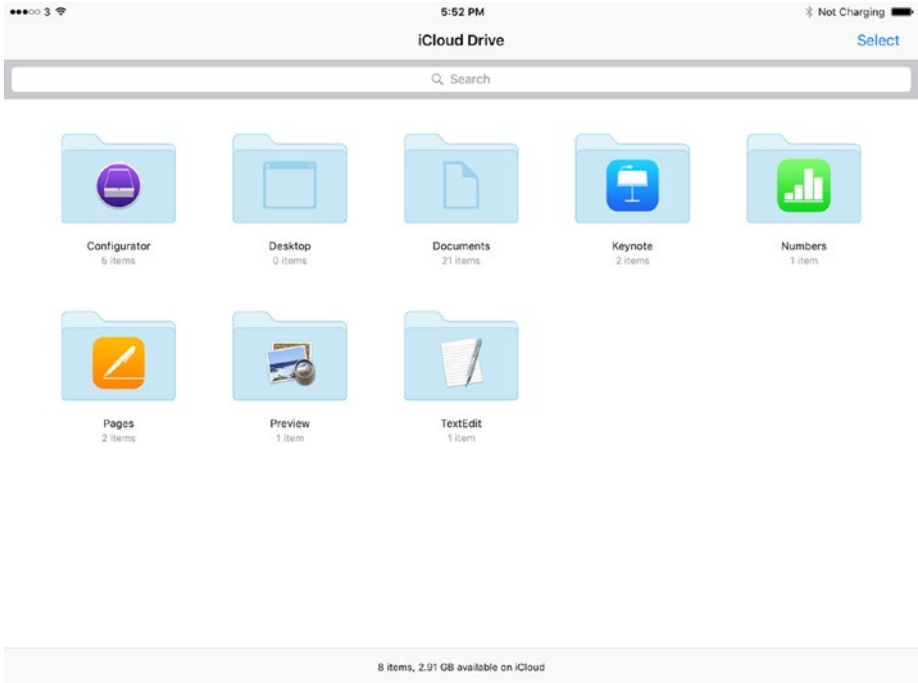 3 5:52 PM Not Charging
iCloud Drive Select
Search
Configurator Desktop Documents Keynote Numbers
5 items 0 items 21 items 2 items 1 item
Pages Preview TextEdit
2 items 1 item 1 item
8 items, 2.91 GB available on iCloud